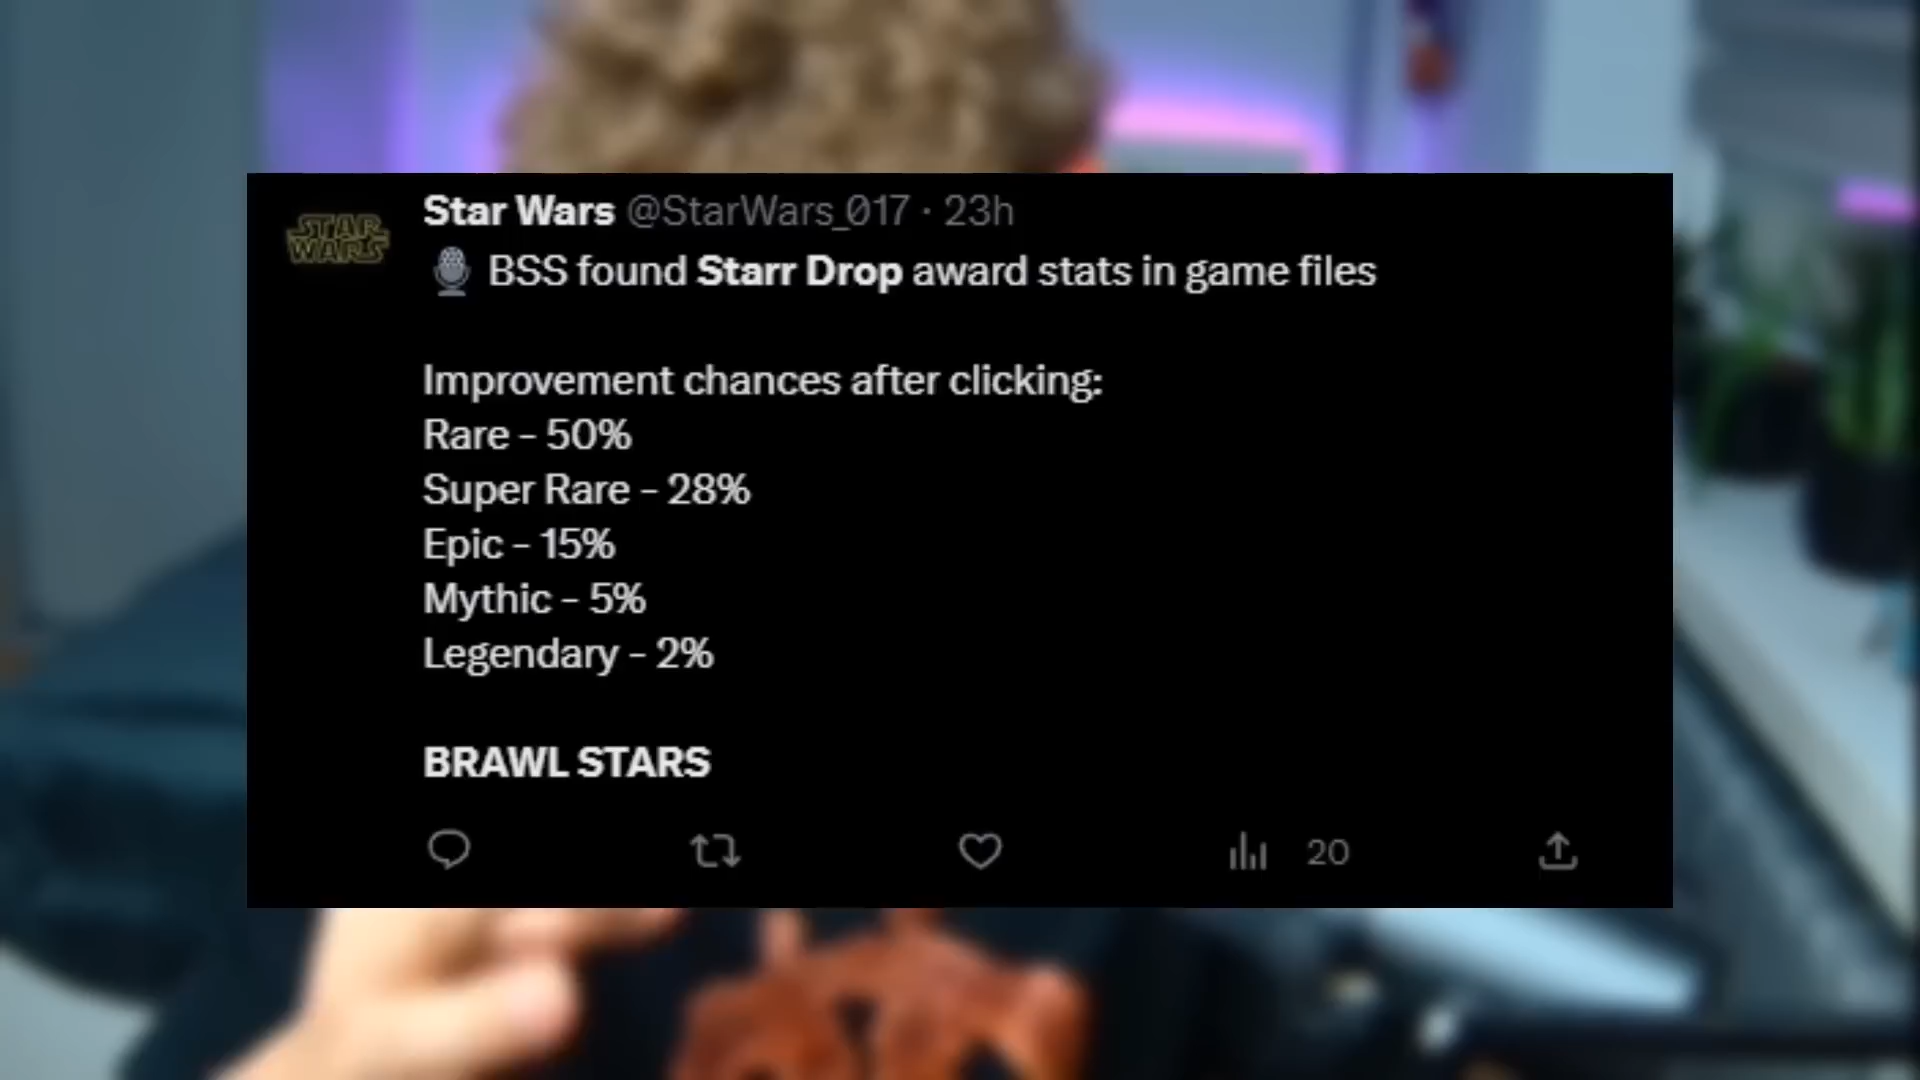 STAR
WARS
Star Wars @StarWars_017 · 23h
🎙 BSS found Starr Drop award stats in game files
Improvement chances after clicking:
Rare - 50%
Super Rare - 28%
Epic - 15%
Mythic - 5%
Legendary - 2%
BRAWL STARS
20